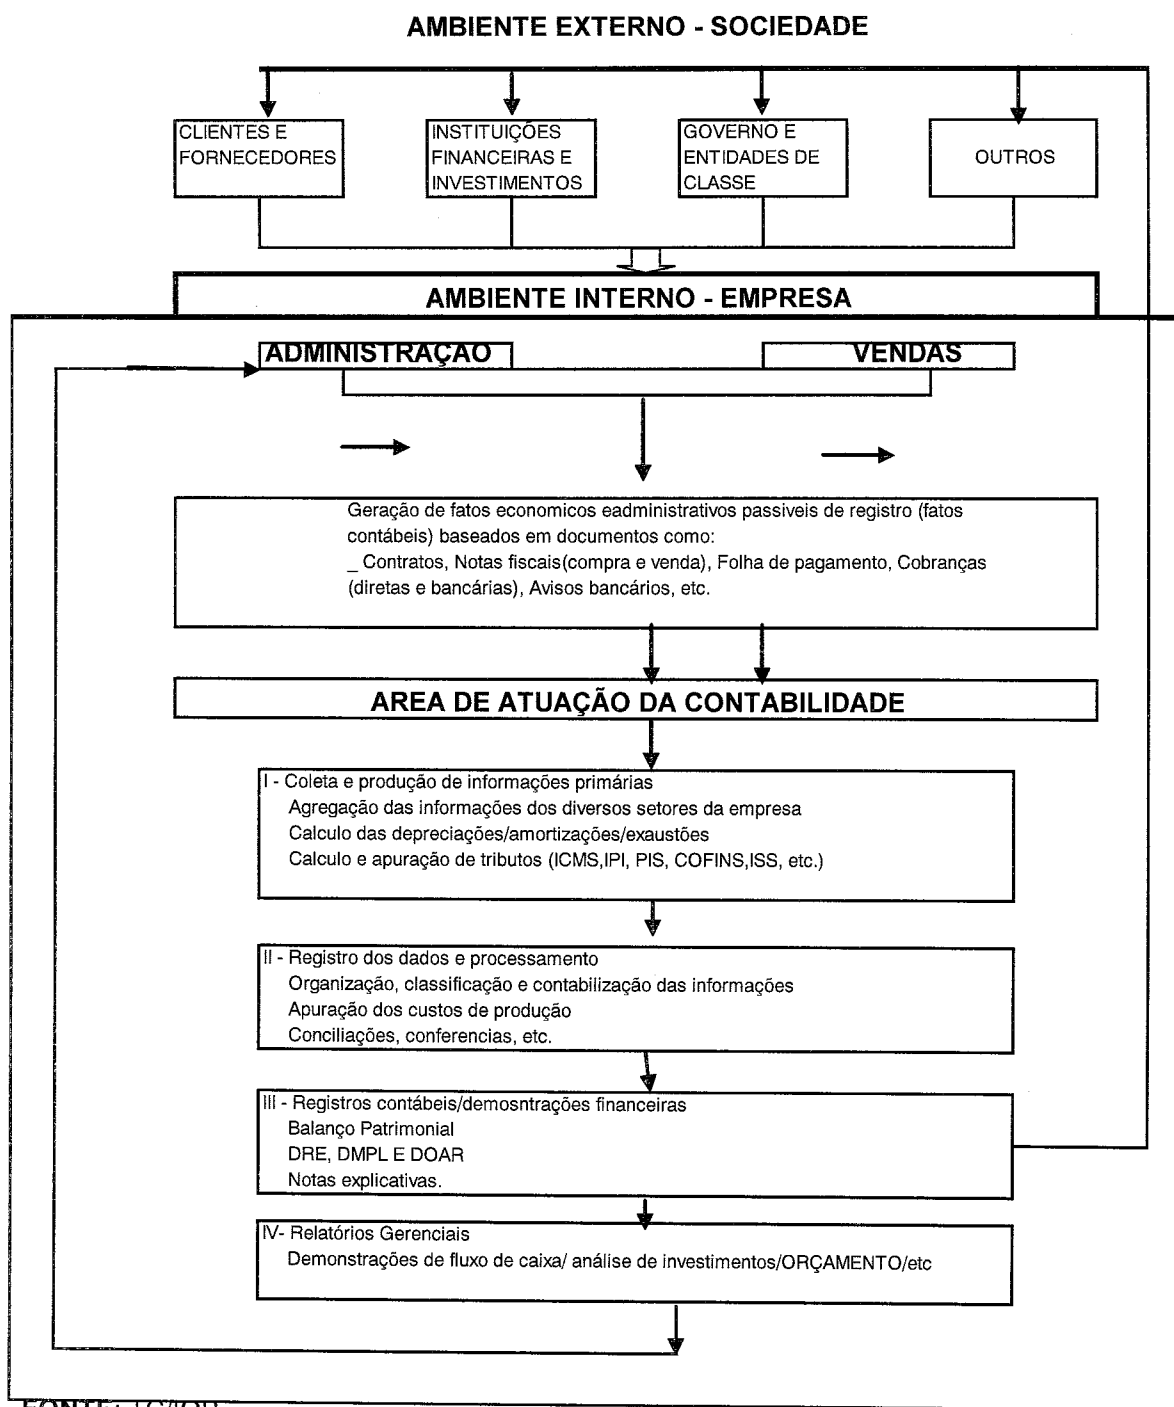 AMBIENTE EXTERNO - SOCIEDADE
CLIENTES E
FORNECEDORES
INSTITUIÇÕES
FINANCEIRAS E
INVESTIMENTOS
GOVERNO E
ENTIDADES DE
CLASSE
OUTROS
AMBIENTE INTERNO - EMPRESA
ADMINISTRAÇAO
VENDAS
Geração de fatos economicos eadministrativos passiveis de registro (fatos
contábeis) baseados em documentos como:
_ Contratos, Notas fiscais(compra e venda), Folha de pagamento, Cobranças
(diretas e bancárias), Avisos bancários, etc.
AREA DE ATUAÇÃO DA CONTABILIDADE
I - Coleta e produção de informações primárias
Agregação das informações dos diversos setores da empresa
Calculo das depreciações/amortizações/exaustões
Calculo e apuração de tributos (ICMS,IPI, PIS, COFINS,ISS, etc.)
II - Registro dos dados e processamento
Organização, classificação e contabilização das informações
Apuração dos custos de produção
Conciliações, conferencias, etc.
III - Registros contábeis/demosntrações financeiras
Balanço Patrimonial
DRE, DMPL E DOAR
Notas explicativas.
IV- Relatórios Gerenciais
Demonstrações de fluxo de caixa/ análise de investimentos/ORÇAMENTO/etc
FONTE: